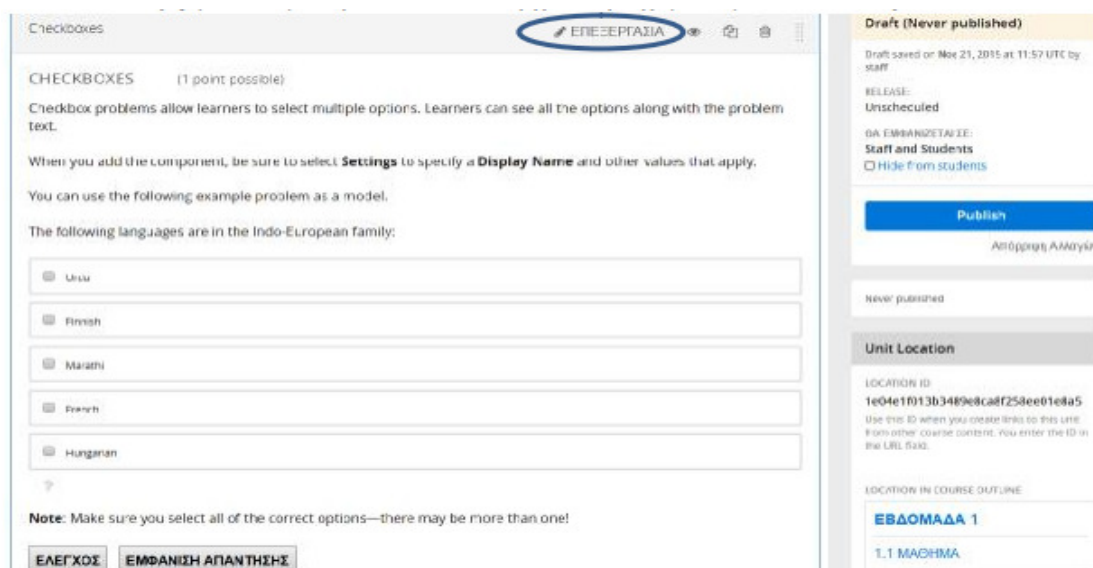 Checkboxes
ΕΠΕΞΕΡΓΑΣΙΑ
CHECKBOXES (1 point possible)
Checkbox problems allow learners to select multiple options. Learners can see all the options along with the problem
text.
When you add the component, be sure to select Settings to specify a Display Name and other values that apply.
You can use the following example problem as a model.
The following languages are in the Indo-European family:
Urdu
Finnish
Marathi
French
Hungarian
?
Note: Make sure you select all of the correct options—there may be more than one!
ΕΛΕΓΧΟΣ ΕΜΦΑΝΙΣΗ ΑΠΑΝΤΗΣΗΣ
Draft (Never published)
Draft saved on Νοε 21, 2015 at 11:57 UTC by
staff
RELEASE:
Unscheduled
ΘΑ ΕΜΦΑΝΙΖΕΤΑΙ ΣΕ:
Staff and Students
Hide from students
Publish
Απόρριψη Αλλαγών
Never published
Unit Location
LOCATION ID
Use this ID when you create links to this unit
from other course content. You enter the ID in
the URL field.
LOCATION IN COURSE OUTLINE
ΕΒΔΟΜΑΔΑ 1
1.1 ΜΑΘΗΜΑ